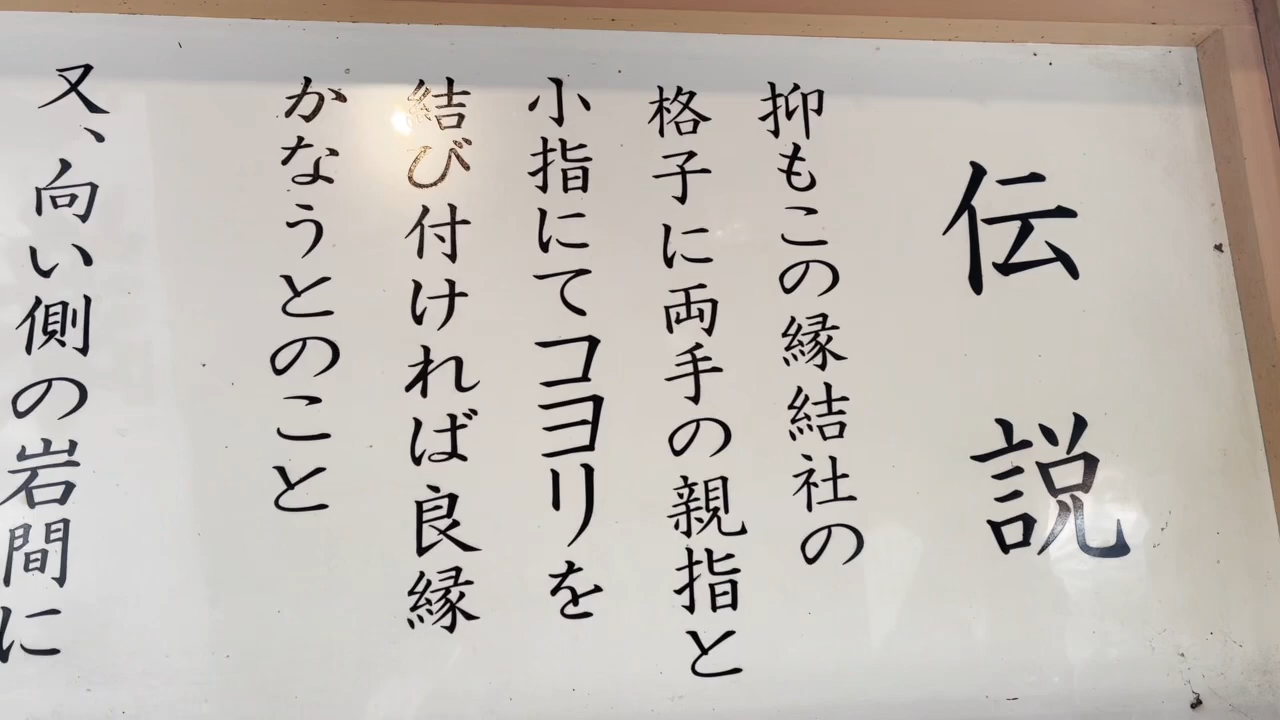 伝説
抑もこの縁結社の
格子に両手の親指と
小指にてコヨリを
結び付ければ良縁
かなうとのこと
又、向い側の岩間に